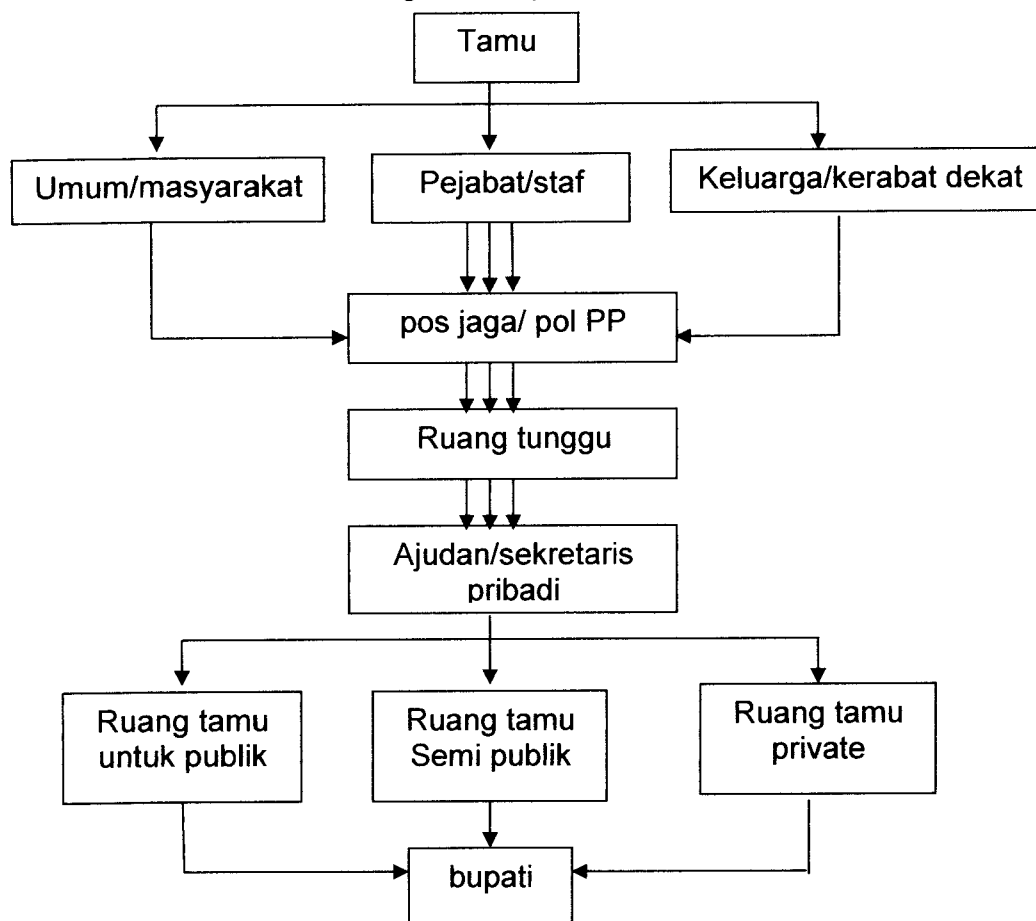 Tamu
Umum/masyarakat
Pejabat/staf
Keluarga/kerabat dekat
pos jaga/ pol PP
Ruang tunggu
Ajudan/sekretaris
pribadi
Ruang tamu
untuk publik
Ruang tamu
Semi publik
Ruang tamu
private
bupati